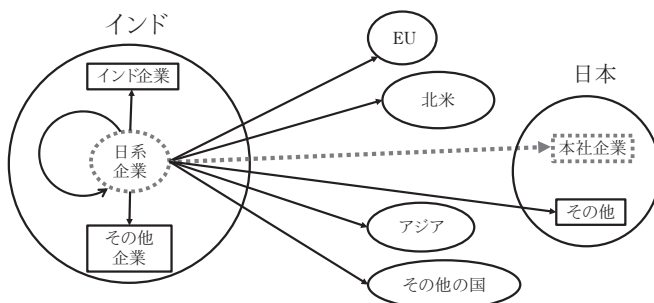 インド
インド企業
日系
企業
その他
企業
EU
北米
アジア
その他の国
日本
本社企業
その他